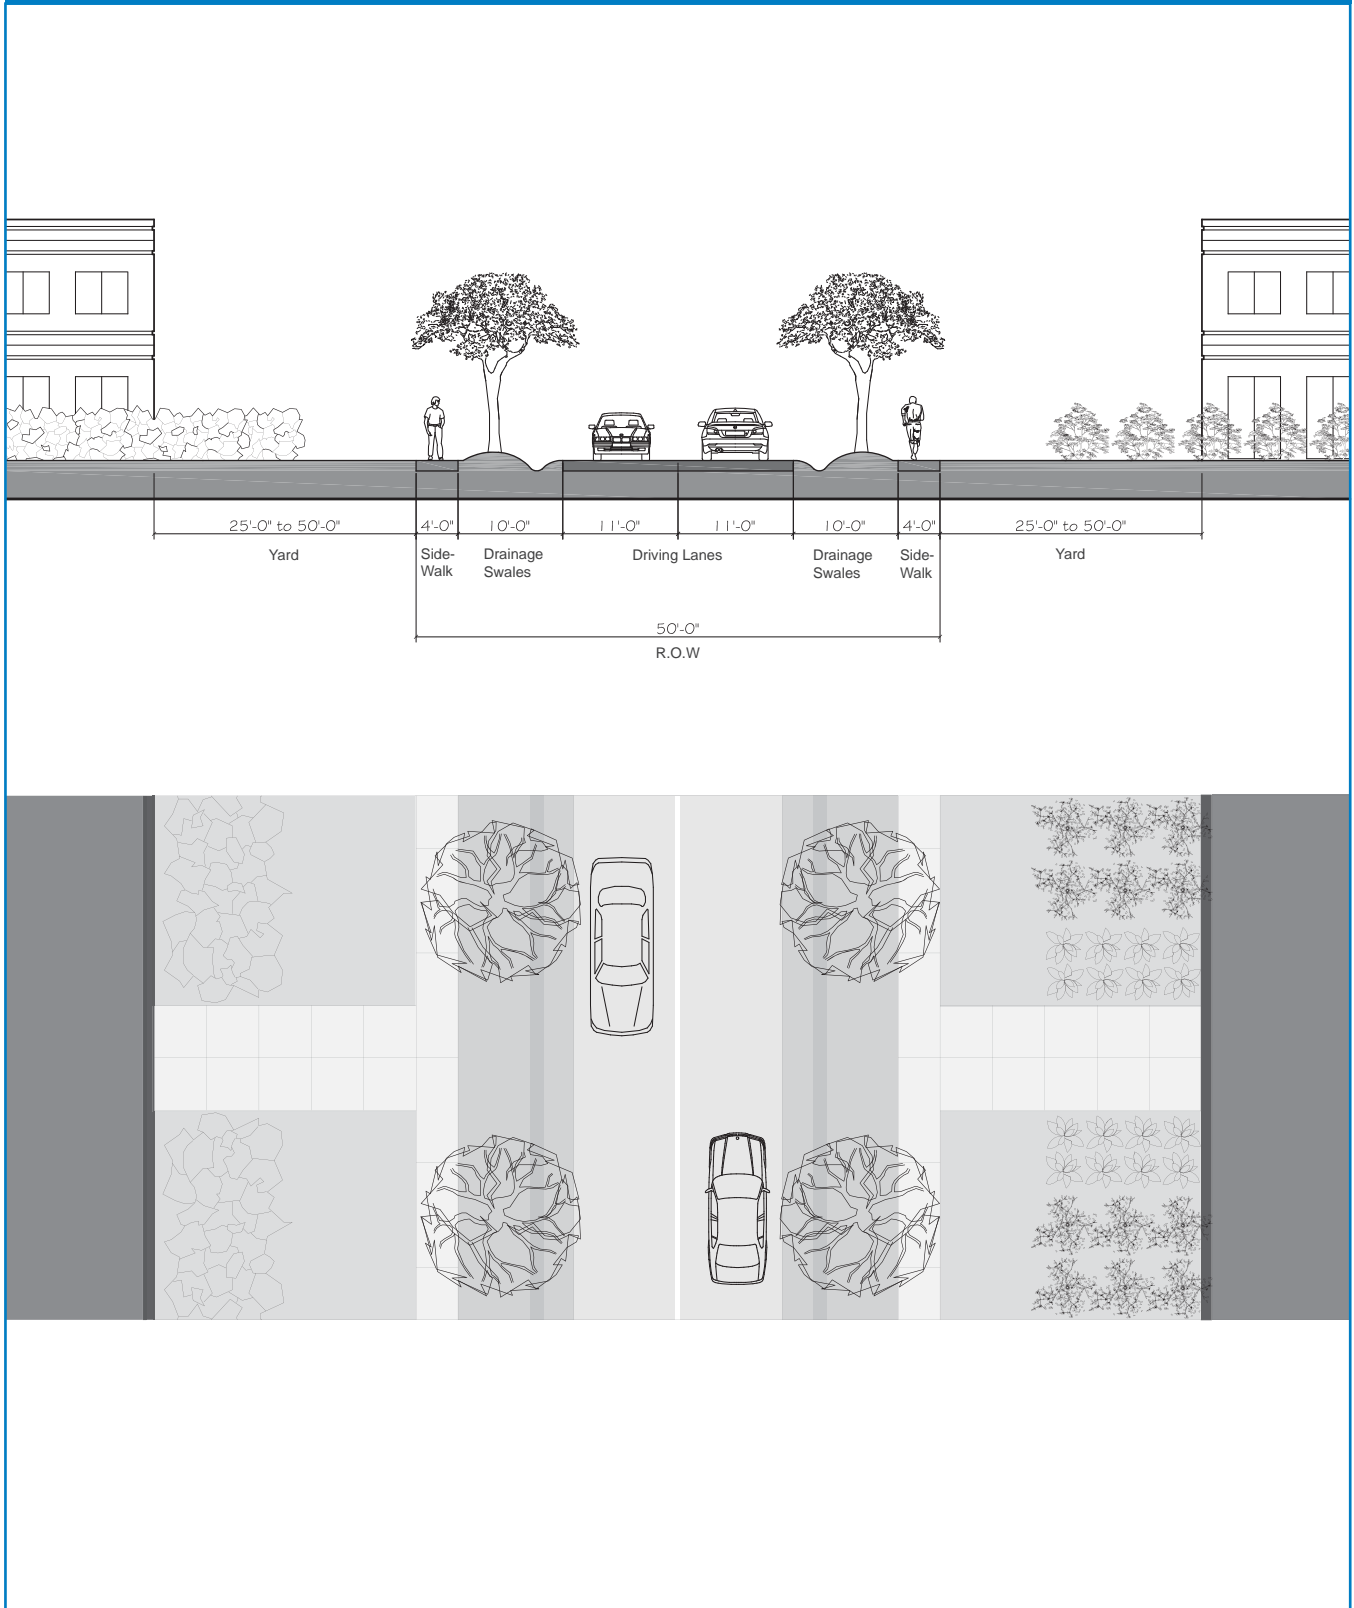 25'-0" to 50'-0" 4'-0" 10'-0" 11'-0" 11'-0" 10'-0" 4'-0" 25'-0" to 50'-0"
Yard Side- Drainage Driving Lanes Drainage Side- Yard
Walk Swales Swales Walk
50'-0"
R.O.W